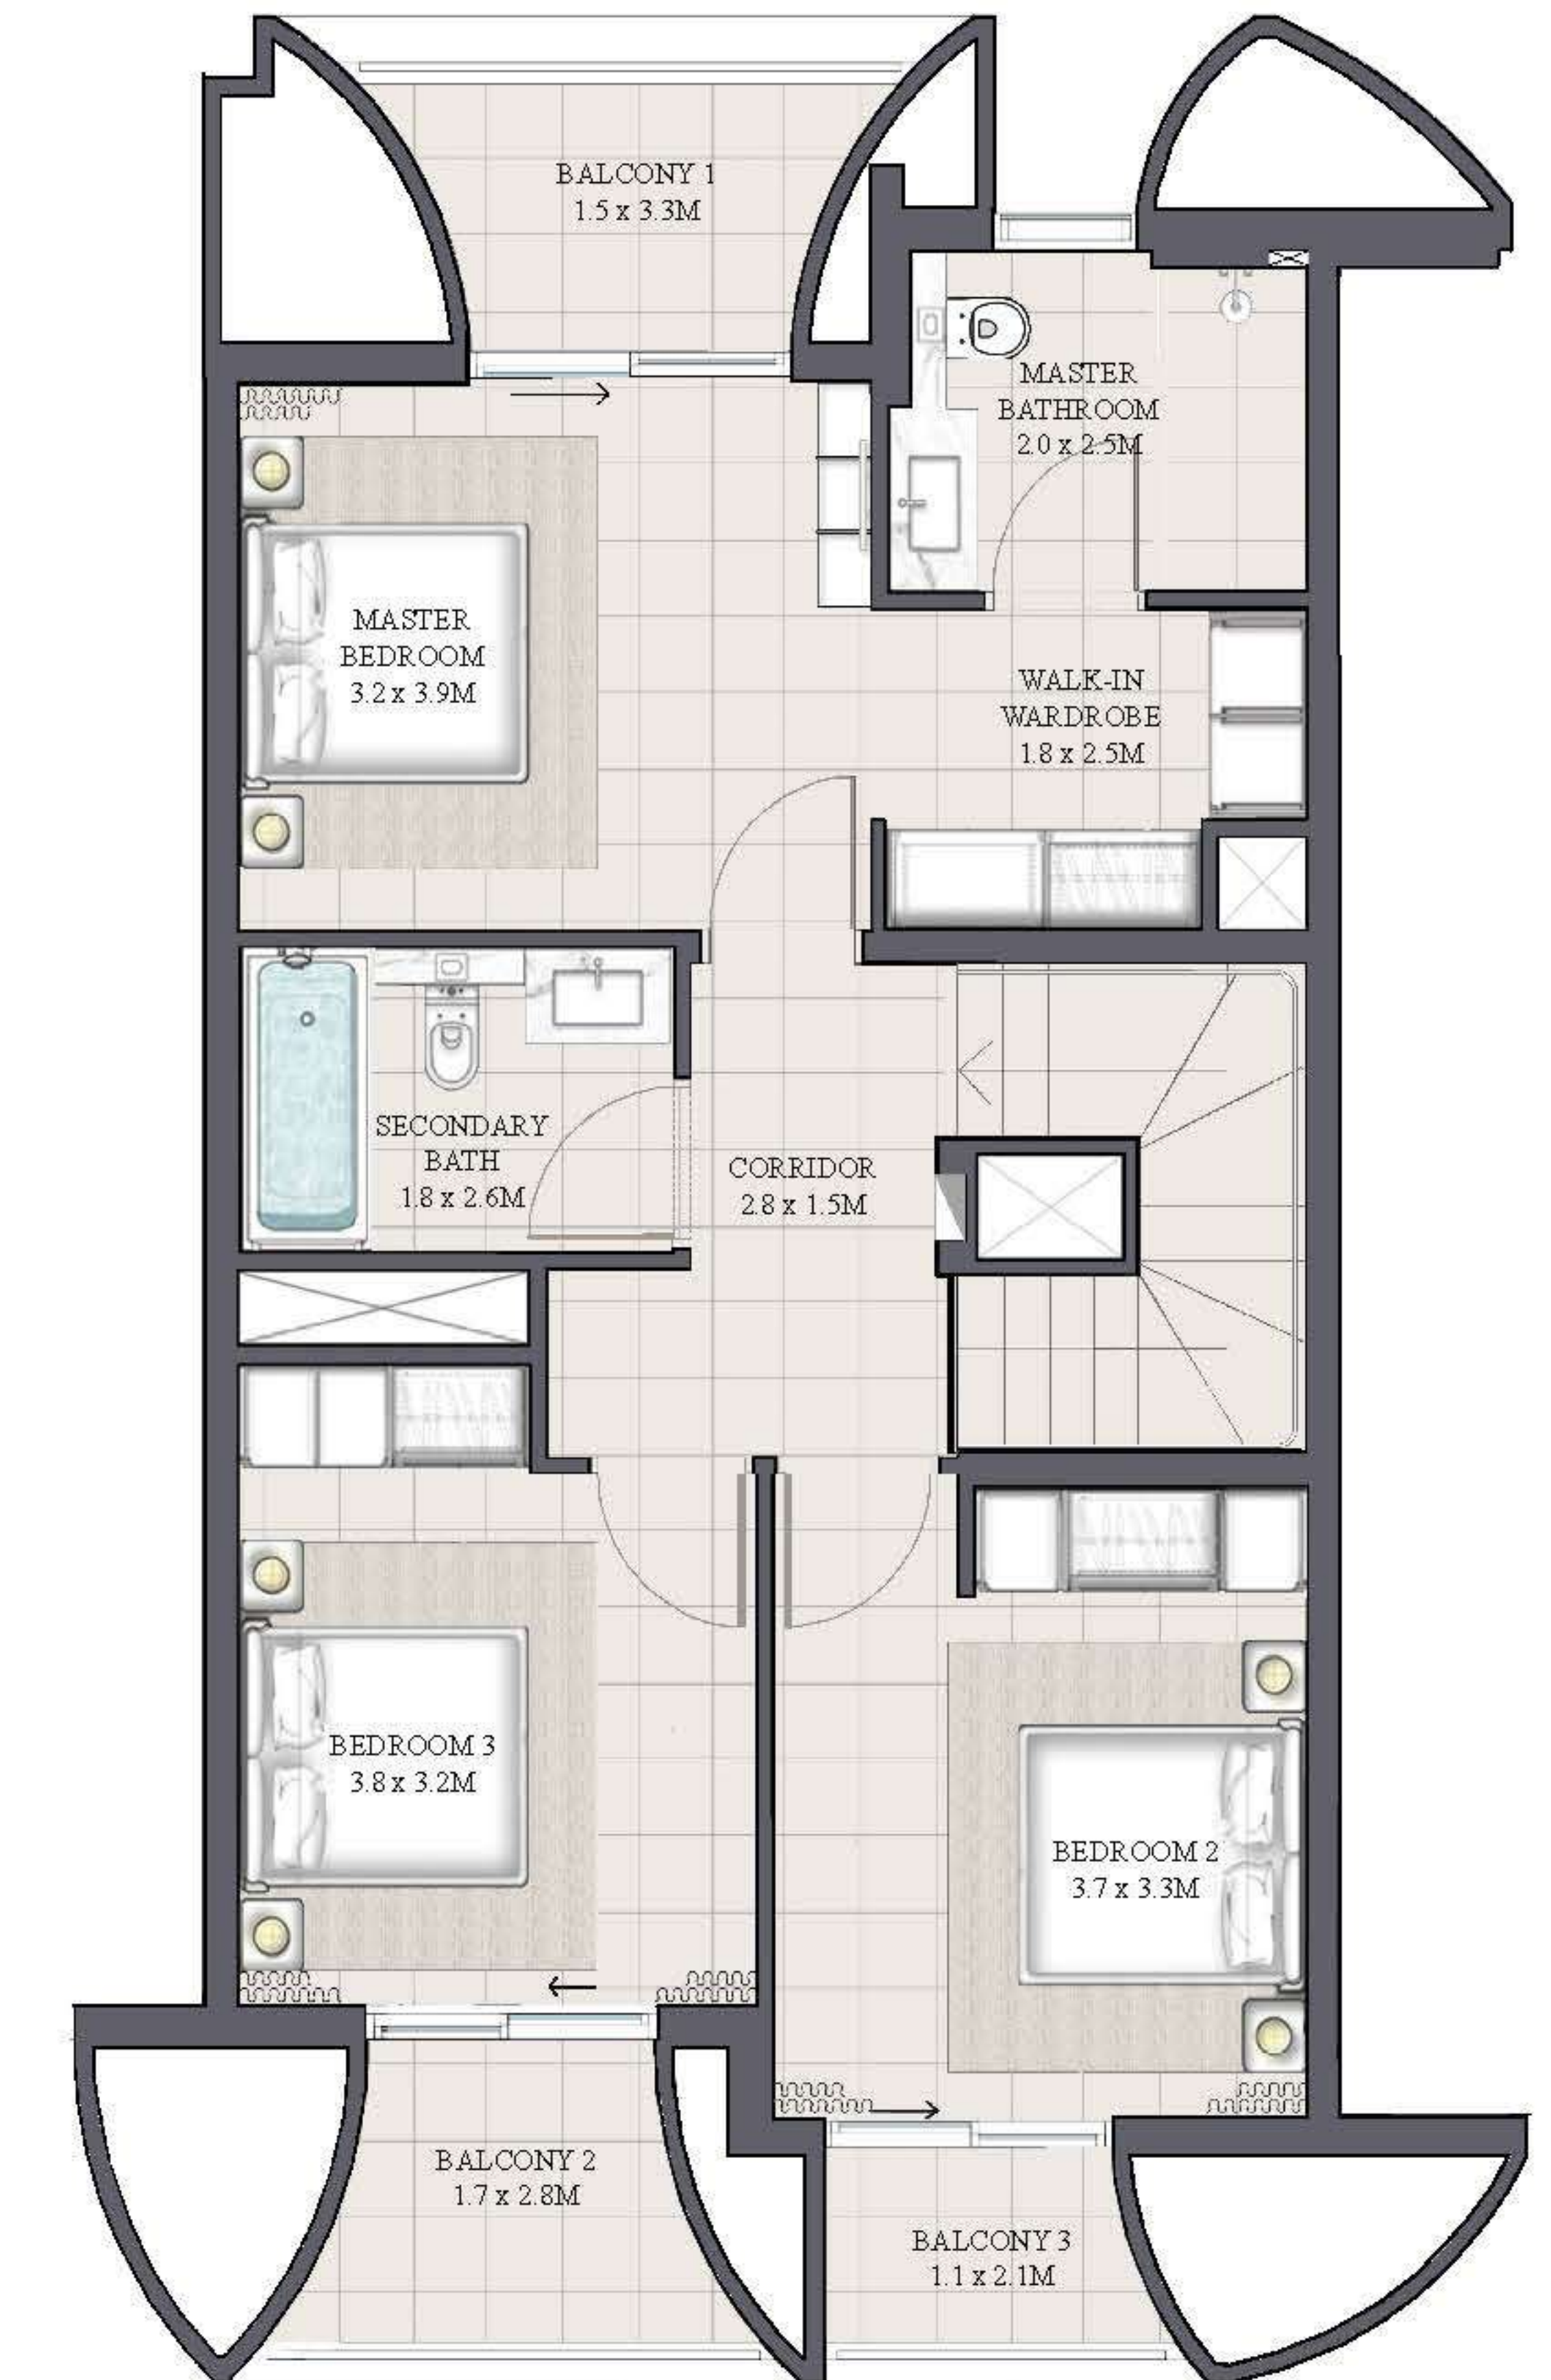 BALCONY 1
1.5 x 3.3M
MASTER
BATHROOM
2.0 x 2.5M
MASTER
BEDROOM
3.2 x 3.9M
WALK-IN
WARDROBE
1.8 x 2.5M
SECONDARY
BATH
1.8 x 2.6M
CORRIDOR
2.8 x 1.5M
BEDROOM 3
3.8 x 3.2M
BEDROOM 2
3.7 x 3.3M
BALCONY 2
1.7 x 2.8M
BALCONY 3
1.1 x 2.1M